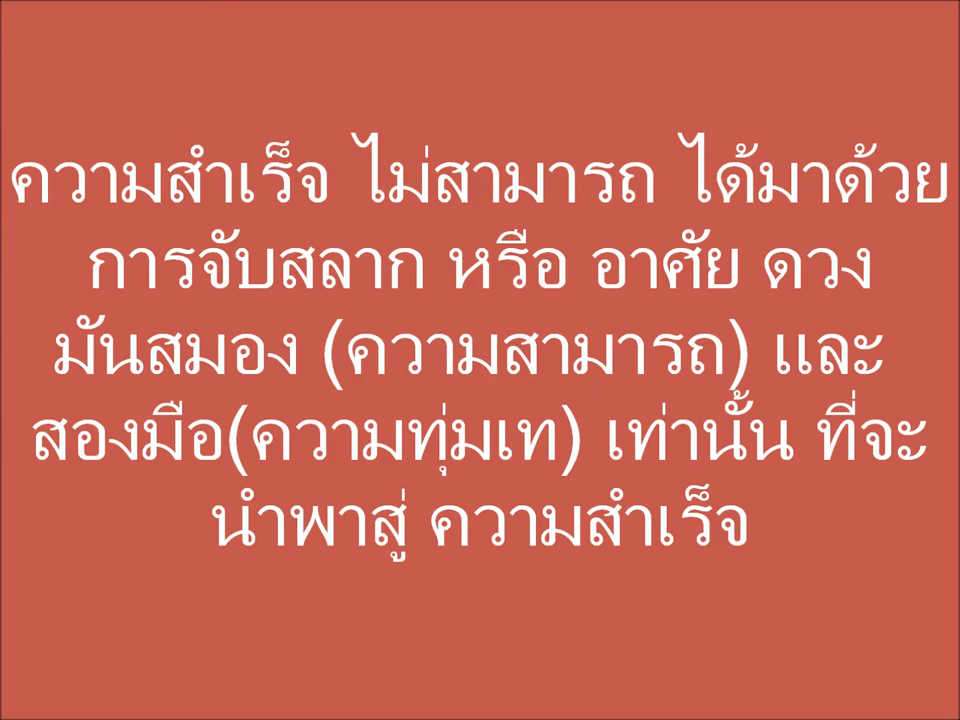 ความสำเร็จ ไม่สามารถ ได้มาด้วย
การจับสลาก หรือ อาศัย ดวง
มันสมอง (ความสามารถ) และ
สองมือ(ความทุ่มเท) เท่านั้น ที่จะ
นำพาสู่ ความสำเร็จ